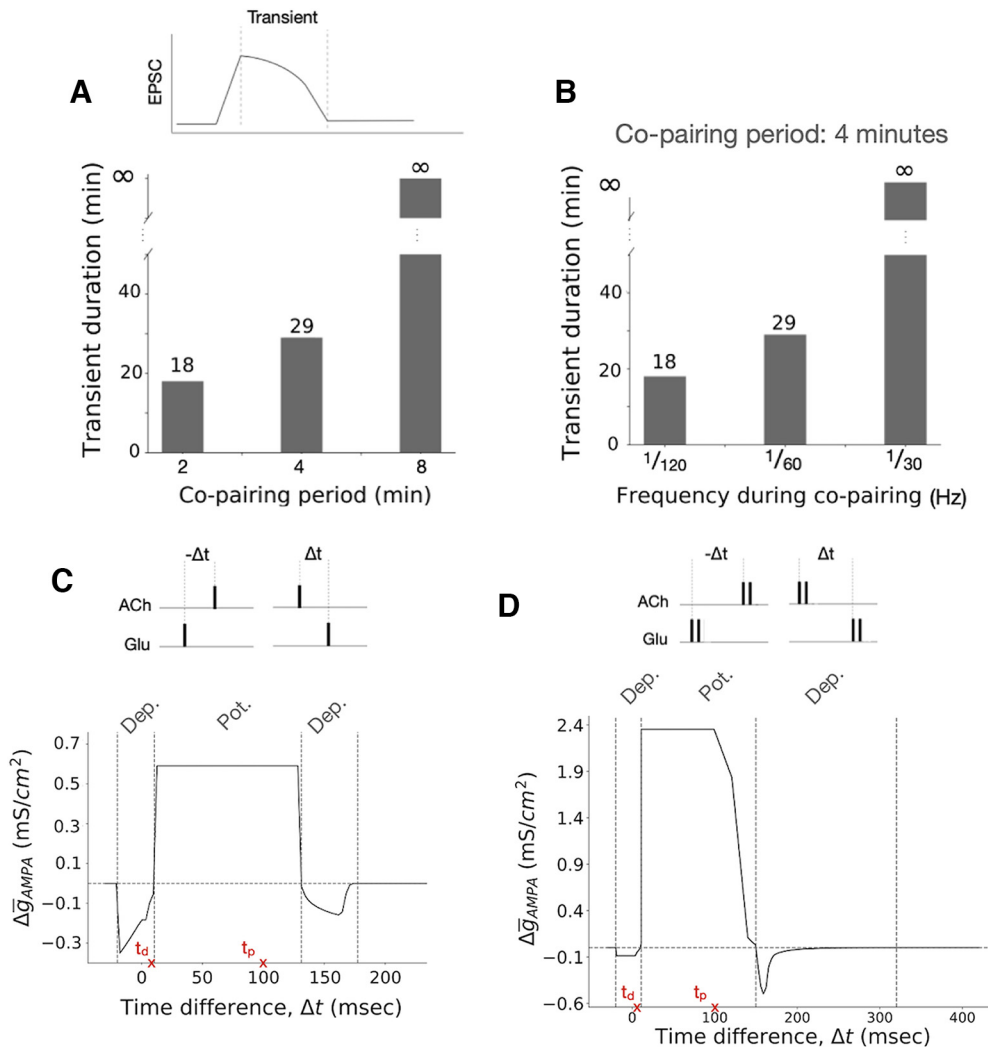 A
Transient
EPSC
Transient duration (min)
∞
40
20
0
∞
18
29
2
4
8
Co-pairing period (min)
B
Co-pairing period: 4 minutes
Transient duration (min)
∞
40
20
0
∞
18
29
1/120
1/60
1/30
Frequency during co-pairing (Hz)
C
-Δt
Δt
ACh
Glu
Dep.
Pot.
Dep.
Δg̅AMPA (mS/cm²)
0.7
0.5
0.3
0.1
−0.1
−0.3
td
tp
0
50
100
150
200
Time difference, Δt (msec)
D
-Δt
Δt
ACh
Glu
Dep.
Pot.
Dep.
Δg̅AMPA (mS/cm²)
2.4
1.9
1.4
2.9
2.4
-0.1
−0.6
td
tp
0
100
200
300
400
Time difference, Δt (msec)